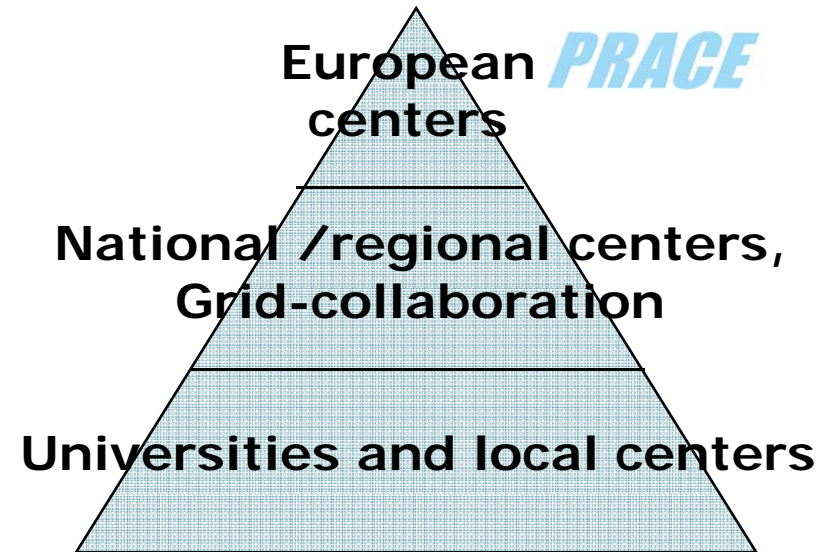 European PRACE
centers
National /regional centers,
Grid-collaboration
Universities and local centers